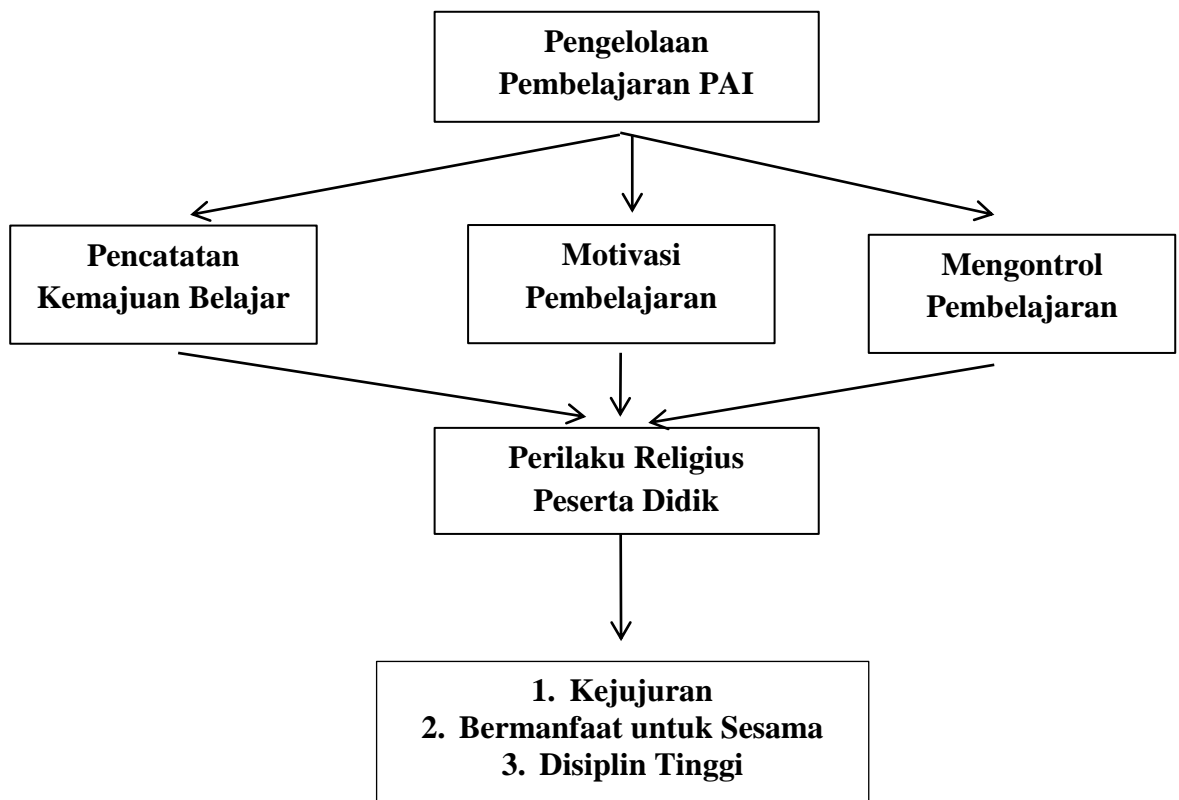 Pengelolaan
Pembelajaran PAI
Pencatatan
Kemajuan Belajar
Motivasi
Pembelajaran
Mengontrol
Pembelajaran
Perilaku Religius
Peserta Didik
1. Kejujuran
2. Bermanfaat untuk Sesama
3. Disiplin Tinggi